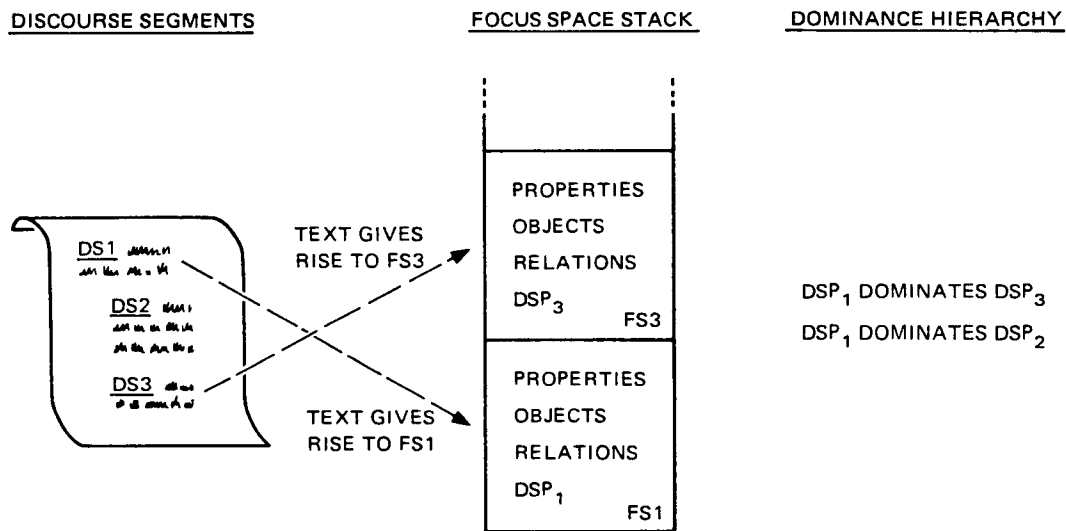 DISCOURSE SEGMENTS
FOCUS SPACE STACK
DOMINANCE HIERARCHY
DS1
DS2
DS3
TEXT GIVES
RISE TO FS3
TEXT GIVES
RISE TO FS1
PROPERTIES
OBJECTS
RELATIONS
DSP₃
FS3
PROPERTIES
OBJECTS
RELATIONS
DSP₁
FS1
DSP₁ DOMINATES DSP₃
DSP₁ DOMINATES DSP₂